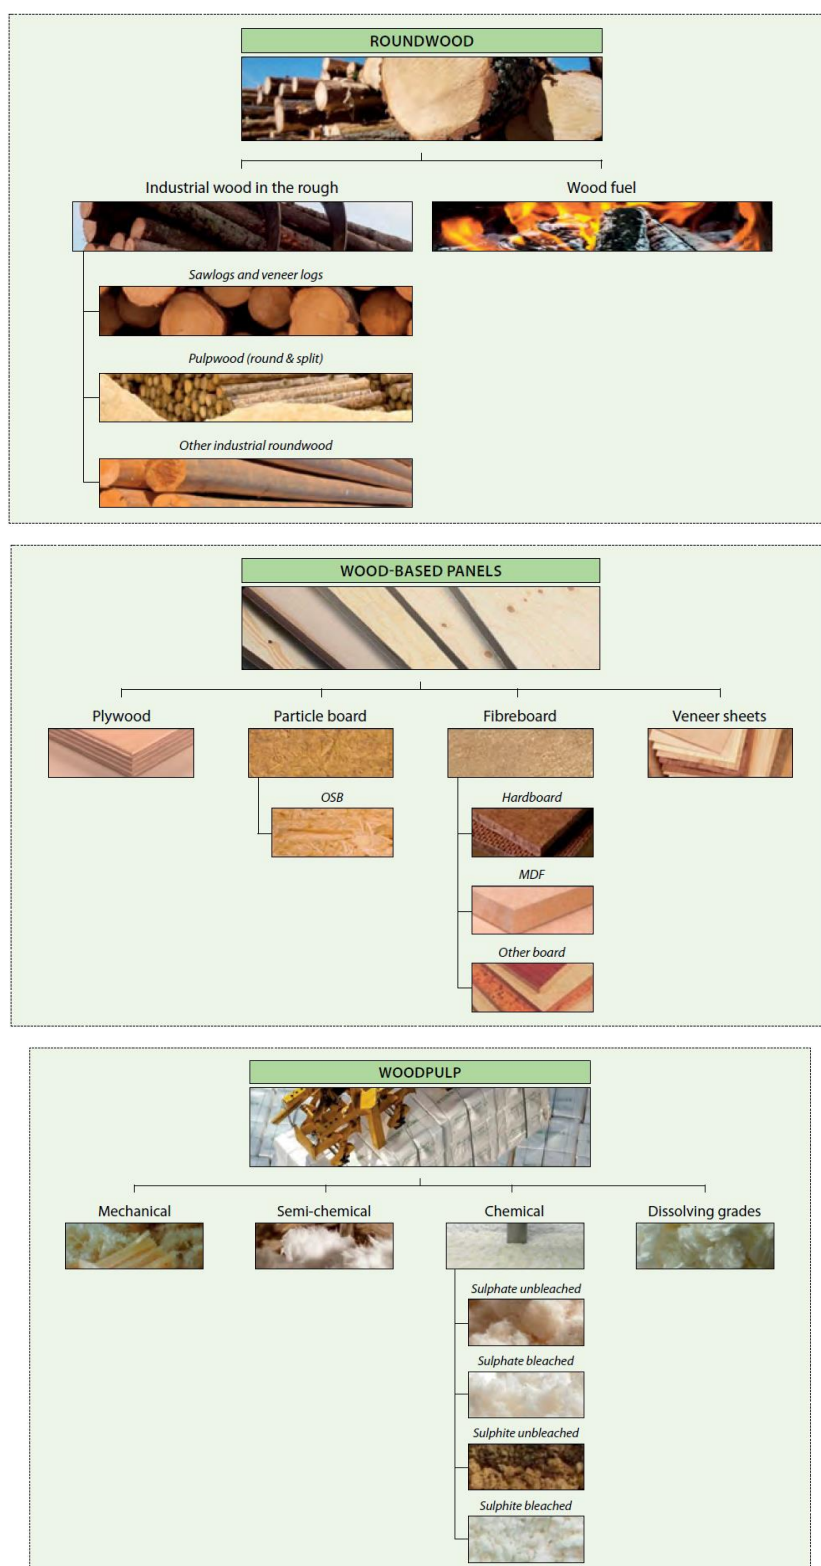 ROUNDWOOD
Industrial wood in the rough
Wood fuel
Sawlogs and veneer logs
Pulpwood (round & split)
Other industrial roundwood
WOOD-BASED PANELS
Plywood
Particle board
Fibreboard
Veneer sheets
OSB
Hardboard
MDF
Other board
WOODPULP
Mechanical
Semi-chemical
Chemical
Dissolving grades
Sulphate unbleached
Sulphate bleached
Sulphite unbleached
Sulphite bleached